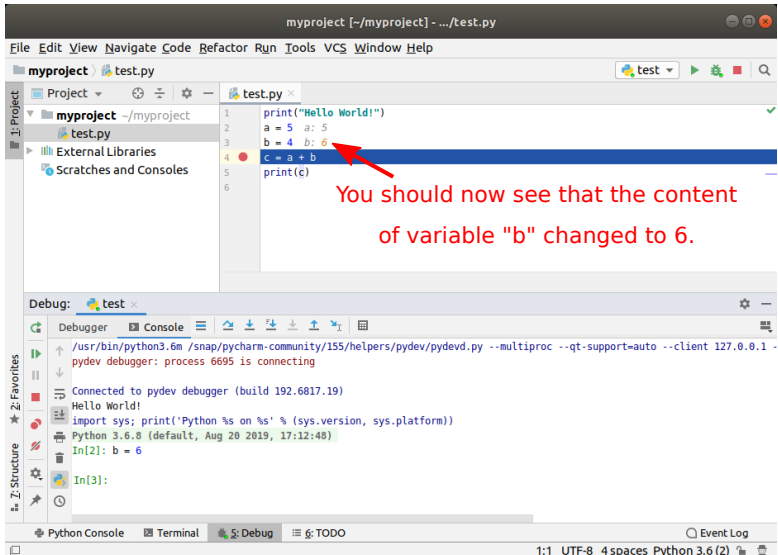 myproject [~/myproject] - .../test.py
File Edit View Navigate Code Refactor Run Tools VCS Window Help
myproject test.py test
1: Project
Project test.py
myproject ~/myproject
test.py
External Libraries
Scratches and Consoles
1 print("Hello World!")
2 a = 5 a: 5
3 b = 4 b: 6
4 c = a + b
5 print(c)
6
You should now see that the content
of variable "b" changed to 6.
Debug: test
Debugger Console
/usr/bin/python3.6m /snap/pycharm-community/155/helpers/pydev/pydevd.py --multiproc --qt-support=auto --client 127.0.0.1 -
pydev debugger: process 6695 is connecting
Connected to pydev debugger (build 192.6817.19)
Hello World!
import sys; print('Python %s on %s' % (sys.version, sys.platform))
Python 3.6.8 (default, Aug 20 2019, 17:12:48)
In[2]: b = 6
In[3]:
2: Favorites
7: Structure
Python Console Terminal 5: Debug 6: TODO Event Log
1:1 UTF-8 4 spaces Python 3.6 (2)